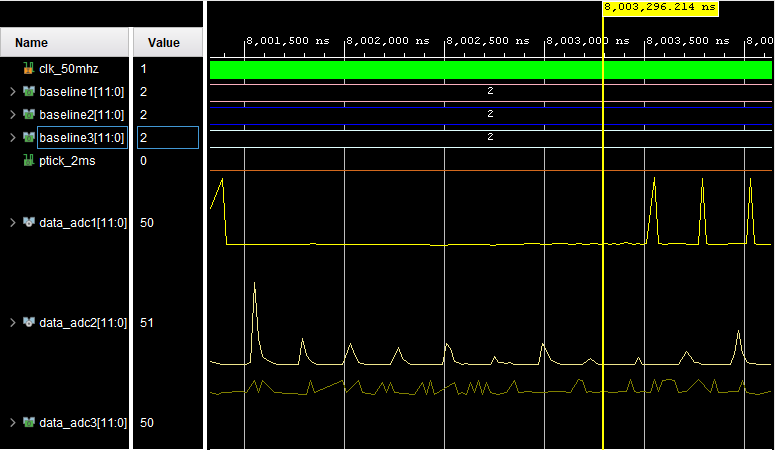 8,003,296.214 ns
Name Value
8,001,500 ns 8,002,000 ns 8,002,500 ns 8,003,000 ns 8,003,500 ns 8,00
clk_50mhz 1
baseline1[11:0] 2 2
baseline2[11:0] 2 2
baseline3[11:0] 2 2
ptick_2ms 0
data_adc1[11:0] 50
data_adc2[11:0] 51
data_adc3[11:0] 50